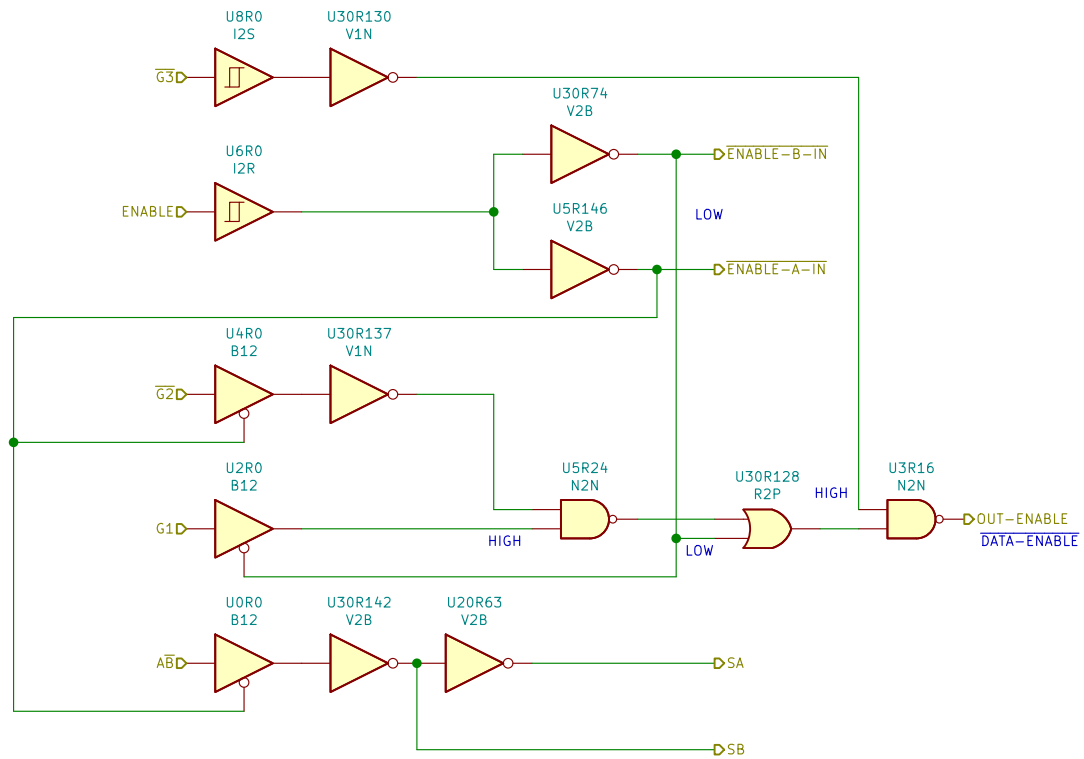 U8R0
I2S
U30R130
V1N
G3
U30R74
V2B
ENABLE-B-IN
U6R0
I2R
ENABLE
U5R146
V2B
LOW
ENABLE-A-IN
U4R0
B12
U30R137
V1N
G2
U2R0
B12
G1
HIGH
U5R24
N2N
U30R128
R2P
LOW
HIGH
U3R16
N2N
OUT-ENABLE
DATA-ENABLE
U0R0
B12
U30R142
V2B
U20R63
V2B
AB
SA
SB